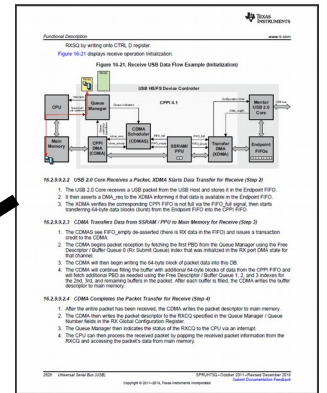 TEXAS
INSTRUMENTS
Functional Description
www.ti.com
RXSQ by writing onto CTRL D register.
Figure 16-21 displays receive operation Initialization.
Figure 16-21. Receive USB Data Flow Example (Initialization)
USB HS/FS Device Controller
CPU
Queue
Manager
CPPI 4.1
CDMA
Scheduler
(CDMAS)
Mentor
USB 2.0
Core
USB bus
Main
Memory
CPPI
DMA
(CDMA)
SSRAM/
PPU
Transfer
DMA
(XDMA)
Endpoint
FIFOs
16.2.9.9.2.2 USB 2.0 Core Receives a Packet, XDMA Starts Data Transfer for Receive (Step 2)
1. The USB 2.0 Core receives a USB packet from the USB Host and stores it in the Endpoint FIFO.
2. It then asserts a DMA_req to the XDMA informing it that data is available in the Endpoint FIFO.
3. The XDMA verifies the corresponding CPPI FIFO is not full via the FIFO_full signal, then starts
transferring 64-byte data blocks (burst) from the Endpoint FIFO into the CPPI FIFO.
16.2.9.9.2.3 CDMA Transfers Data From SSRAM / PPU to Main Memory for Receive (Step 3)
1. The CDMAS see FIFO_empty de-asserted (there is RX data in the FIFO) and issues a transaction
credit to the CDMA.
2. The CDMA begins packet reception by fetching the first PBD from the Queue Manager using the Free
Descriptor / Buffer Queue 0 (Rx Submit Queue) index that was initialized in the RX port DMA state for
that channel.
3. The CDMA will then begin writing the 64-byte block of packet data into this DB.
4. The CDMA will continue filling the buffer with additional 64-byte blocks of data from the CPPI FIFO and
will fetch additional PBD as needed using the Free Descriptor / Buffer Queue 1, 2, and 3 indexes for
the 2nd, 3rd, and remaining buffers in the packet. After each buffer is filled, the CDMA writes the buffer
descriptor to main memory.
16.2.9.9.2.4 CDMA Completes the Packet Transfer for Receive (Step 4)
1. After the entire packet has been received, the CDMA writes the packet descriptor to main memory.
2. The CDMA then writes the packet descriptor to the RXCQ specified in the Queue Manager / Queue
Number fields in the RX Global Configuration Register.
3. The Queue Manager then indicates the status of the RXCQ to the CPU via an interrupt.
4. The CPU can then process the received packet by popping the received packet information from the
RXCQ and accessing the packet's data from main memory.
Universal Serial Bus (USB)
SPRUH73Q–October 2011–Revised December 2019
Submit Documentation Feedback
Copyright © 2011–2019, Texas Instruments Incorporated